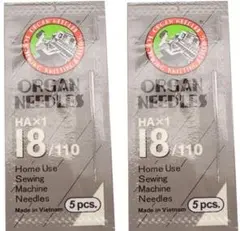 ORGAN
NEEDLES
HA×1
18/110
Home Use
Sewing
Machine
Needles
Made in Vietnam
5 pcs.
ORGAN
NEEDLES
HA×1
18/110
Home Use
Sewing
Machine
Needles
Made in Vietnam
5 pcs.